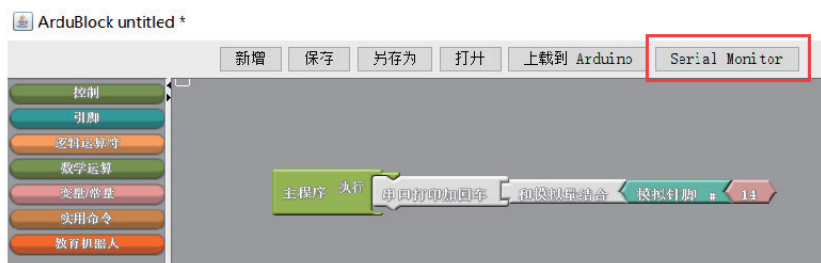 ArduBlock untitled *
新增 保存 另存为 打开 上载到 Arduino Serial Monitor
控制
引脚
逻辑运算符
数学运算
变量/常量
实用命令
教育机器人
主程序 执行 串口打印加回车 和模拟量结合 模拟针脚 # 14